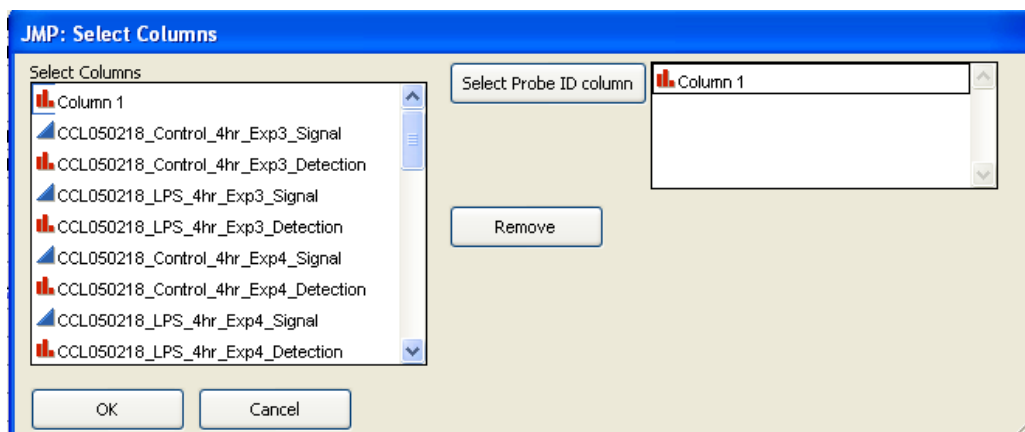 JMP: Select Columns
Select Columns
Column 1
CCL050218_Control_4hr_Exp3_Signal
CCL050218_Control_4hr_Exp3_Detection
CCL050218_LPS_4hr_Exp3_Signal
CCL050218_LPS_4hr_Exp3_Detection
CCL050218_Control_4hr_Exp4_Signal
CCL050218_Control_4hr_Exp4_Detection
CCL050218_LPS_4hr_Exp4_Signal
CCL050218_LPS_4hr_Exp4_Detection
Select Probe ID column
Column 1
Remove
OK
Cancel